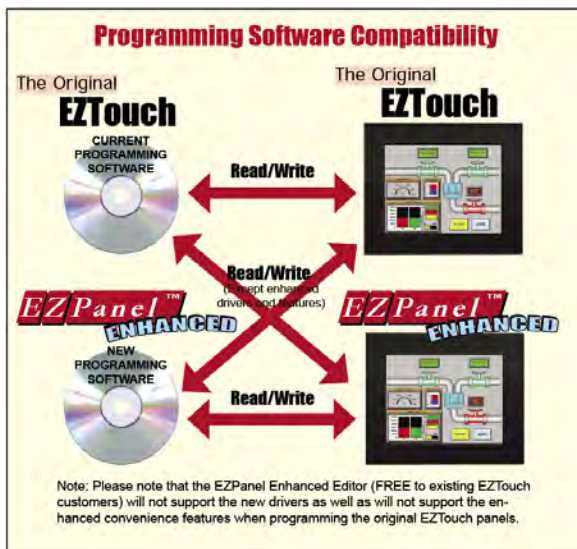 Programming Software Compatibility
The Original
EZTouch
The Original
EZTouch
CURRENT
PROGRAMMING
SOFTWARE
Read/Write
Read/Write
(Except enhanced
drivers and features)
EZPanel™
ENHANCED
EZPanel™
ENHANCED
NEW
PROGRAMMING
SOFTWARE
Read/Write
Note: Please note that the EZPanel Enhanced Editor (FREE to existing EZTouch
customers) will not support the new drivers as well as will not support the en-
hanced convenience features when programming the original EZTouch panels.